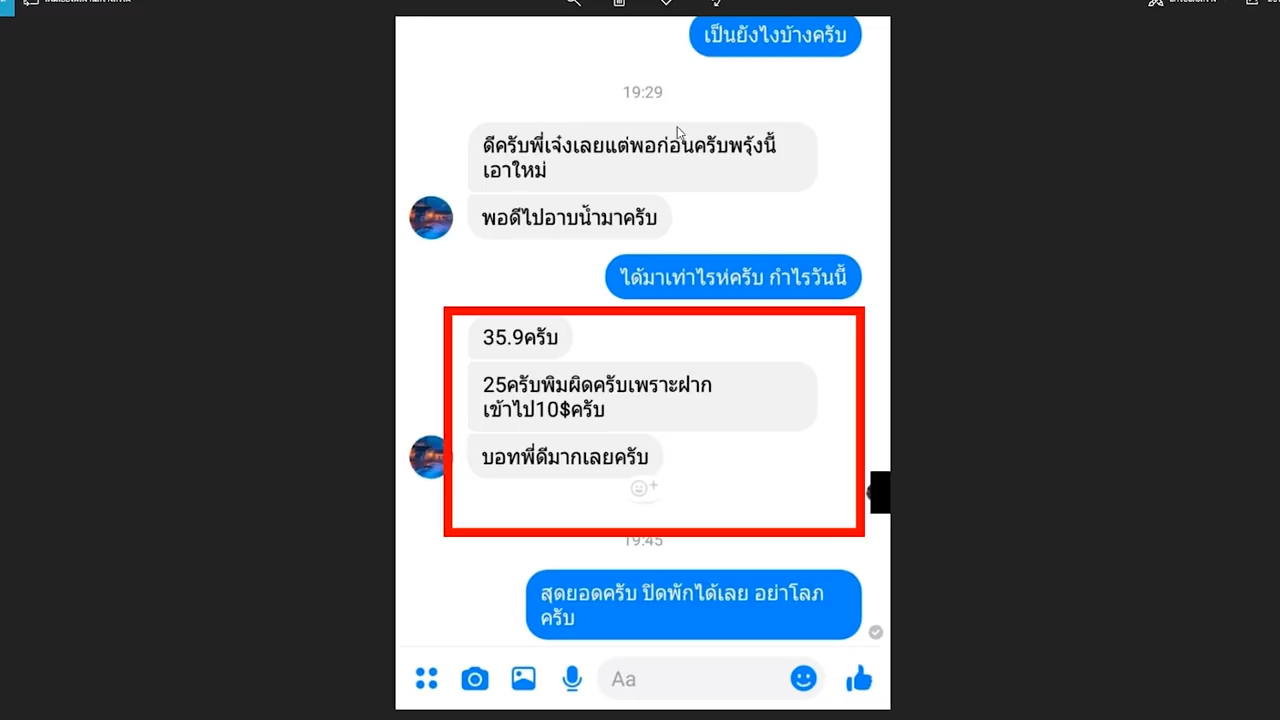 เป็นยังไงบ้างครับ
19:29
ดีครับพี่เจ๋งเลยแต่พอก่อนครับพรุ้งนี้
เอาใหม่
พอดีไปอาบน้ำมาครับ
ได้มาเท่าไรห่ครับ กำไรวันนี้
35.9ครับ
25ครับพิมผิดครับเพราะฝาก
เข้าไป10$ครับ
บอทพี่ดีมากเลยครับ
19:45
สุดยอดครับ ปิดพักได้เลย อย่าโลภ
ครับ
Aa